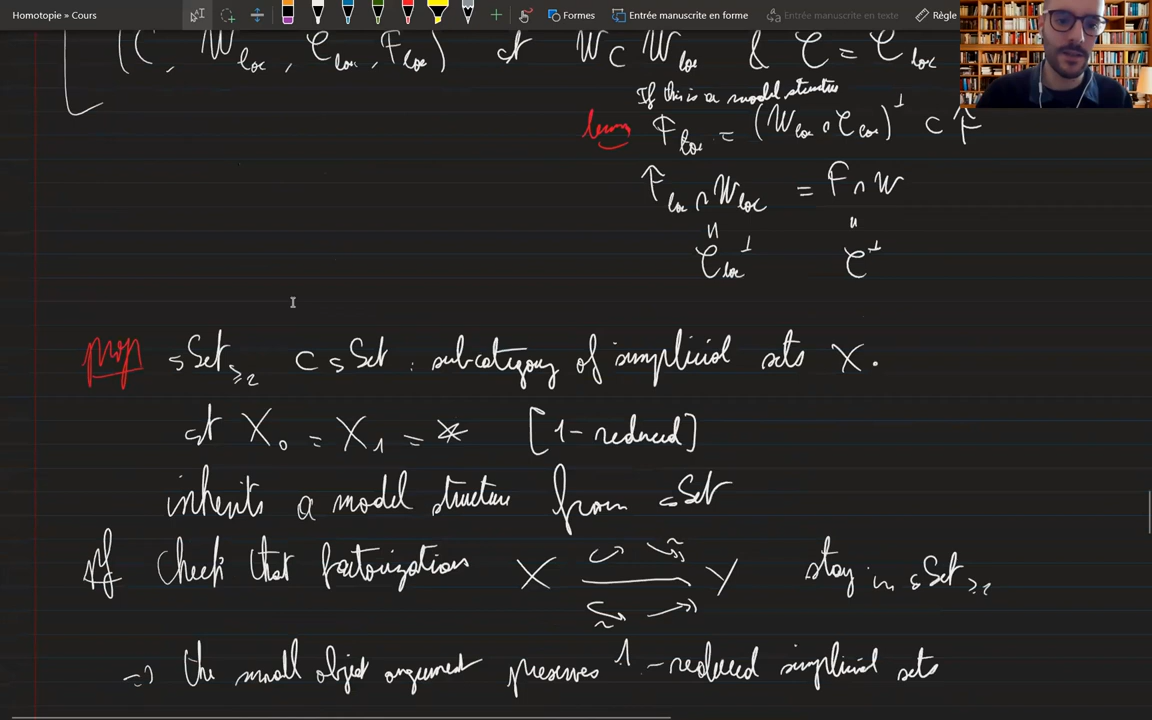 Homotopie » Cours
Formes
Entrée manuscrite en forme
Entrée manuscrite en texte
Règle
(C, W_loc, C_loc, F_loc) st W ⊂ W_loc & C = C_loc
If this is a model structure
F_loc = (W_loc ∩ C_loc)^⊥ ⊂ F
F_loc ∩ W_loc = F ∩ W
C_loc^⊥ C^⊥
prop sSet_≥2 ⊂ sSet : subcategory of simplicial sets X.
st X_0 = X_1 = * [1-reduced]
inherits a model structure from sSet
Pf Check that factorizations X → Y stay in sSet_≥2
=> the small object argument preserves 1-reduced simplicial sets